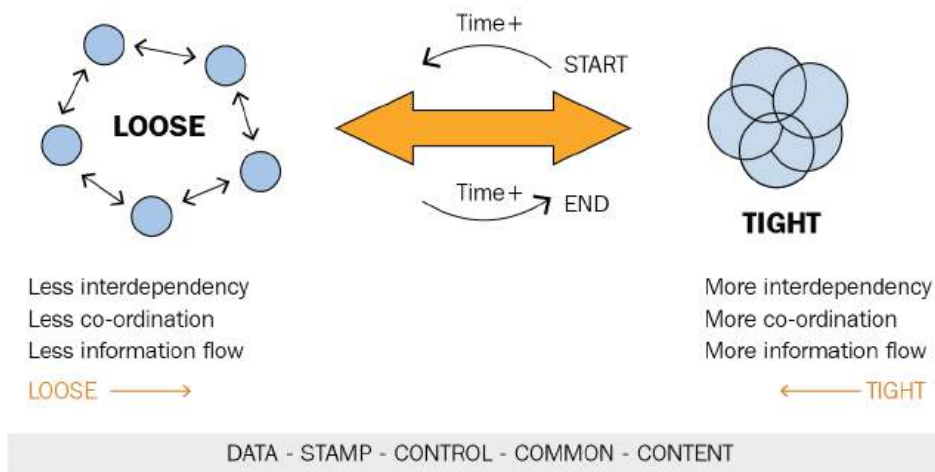 Time+
START
LOOSE
Time+
END
TIGHT
Less interdependency
Less co-ordination
Less information flow
LOOSE
More interdependency
More co-ordination
More information flow
TIGHT
DATA - STAMP - CONTROL - COMMON - CONTENT